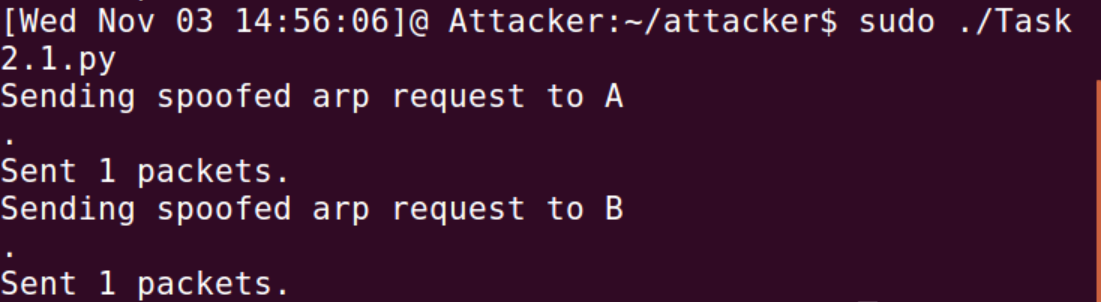 [Wed Nov 03 14:56:06]@ Attacker:~/attacker$ sudo ./Task
2.1.py
Sending spoofed arp request to A
.
Sent 1 packets.
Sending spoofed arp request to B
.
Sent 1 packets.